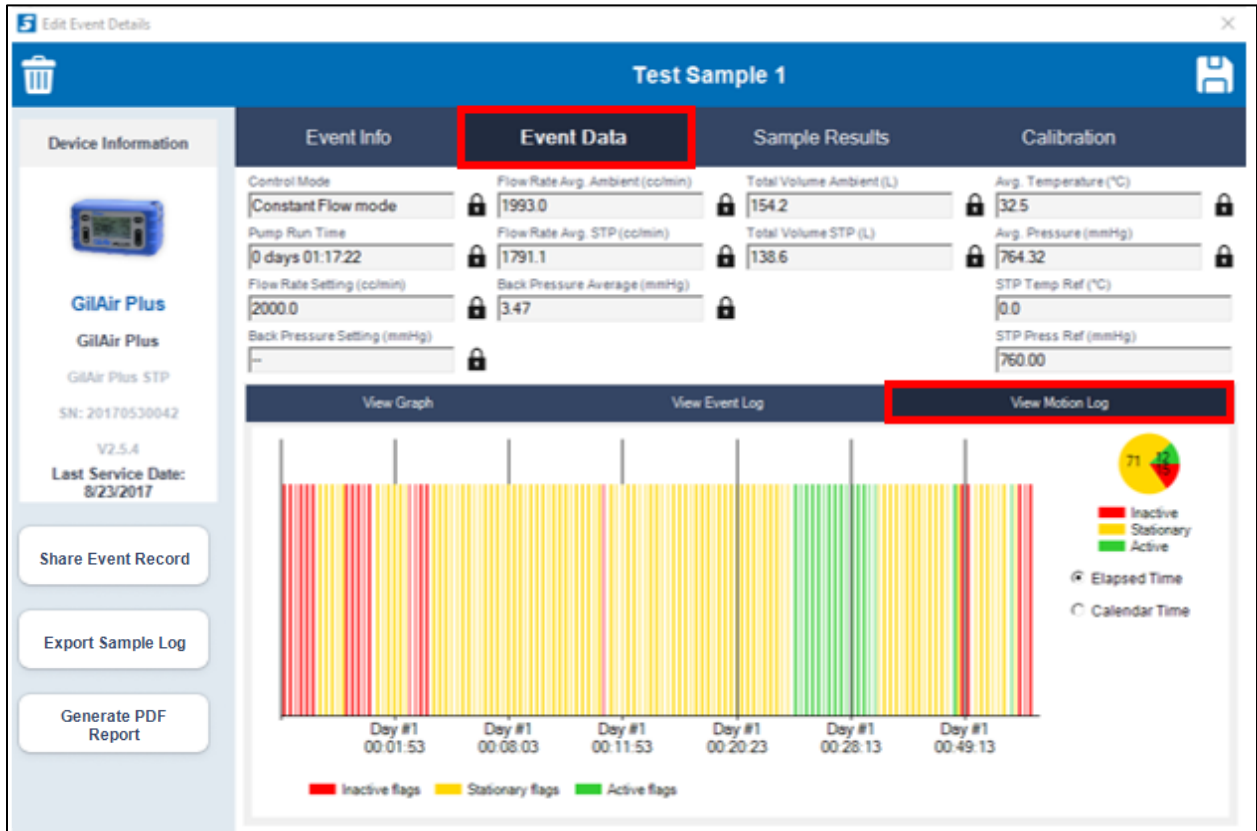 Edit Event Details
Test Sample 1
Device Information
GilAir Plus
GilAir Plus
GilAir Plus STP
SN: 20170530042
V2.5.4
Last Service Date:
8/23/2017
Share Event Record
Export Sample Log
Generate PDF
Report
Event Info Event Data Sample Results Calibration
Control Mode Flow Rate Avg. Ambient (cc/min) Total Volume Ambient (L) Avg. Temperature (°C)
Constant Flow mode 1993.0 154.2 32.5
Pump Run Time Flow Rate Avg. STP (cc/min) Total Volume STP (L) Avg. Pressure (mmHg)
0 days 01:17:22 1791.1 138.6 764.32
Flow Rate Setting (cc/min) Back Pressure Average (mmHg) STP Temp Ref (°C)
2000.0 3.47 0.0
Back Pressure Setting (mmHg) STP Press Ref (mmHg)
-- 760.00
View Graph View Event Log View Motion Log
71 12
15
Inactive
Stationary
Active
Elapsed Time
Calendar Time
Day #1 Day #1 Day #1 Day #1 Day #1 Day #1
00:01:53 00:08:03 00:11:53 00:20:23 00:28:13 00:49:13
Inactive flags Stationary flags Active flags